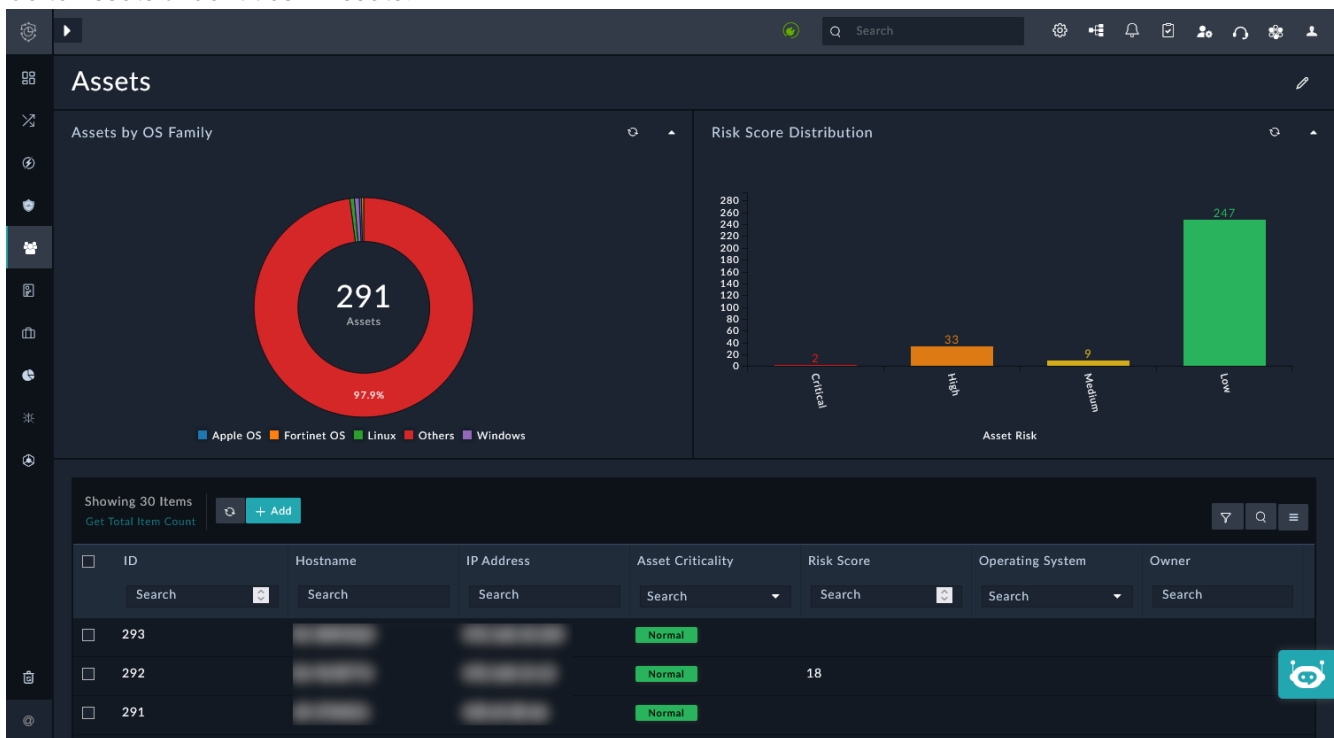 Search
Assets
Assets by OS Family
Risk Score Distribution
291
Assets
97.9%
Apple OS Fortinet OS Linux Others Windows
280
260
240
220
200
180
160
140
120
100
80
60
40
20
0
2
33
9
247
Critical
High
Medium
Low
Asset Risk
Showing 30 Items
Get Total Item Count
+ Add
ID Hostname IP Address Asset Criticality Risk Score Operating System Owner
Search Search Search Search Search Search Search
293 Normal
292 Normal 18
291 Normal